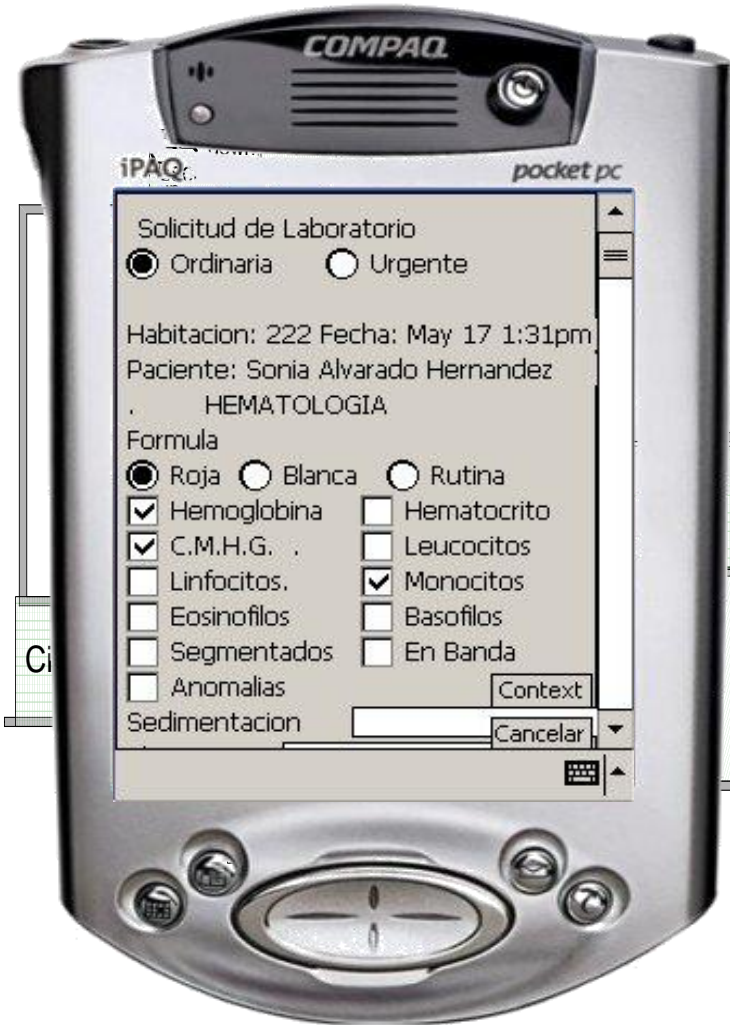 COMPAQ
iPAQ
pocket pc
Solicitud de Laboratorio
Ordinaria Urgente
Habitacion: 222 Fecha: May 17 1:31pm
Paciente: Sonia Alvarado Hernandez
. HEMATOLOGIA
Formula
Roja Blanca Rutina
Hemoglobina Hematocrito
C.M.H.G. . Leucocitos
Linfocitos. Monocitos
Eosinofilos Basofilos
Segmentados En Banda
Anomalias Context
Sedimentacion Cancelar
Ci